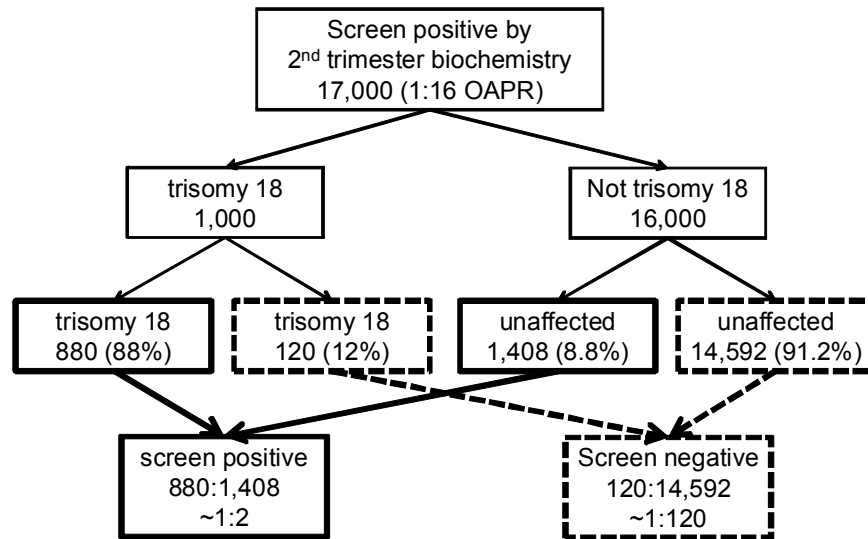 Screen positive by
2nd trimester biochemistry
17,000 (1:16 OAPR)
trisomy 18
1,000
Not trisomy 18
16,000
trisomy 18
880 (88%)
trisomy 18
120 (12%)
unaffected
1,408 (8.8%)
unaffected
14,592 (91.2%)
screen positive
880:1,408
~1:2
Screen negative
120:14,592
~1:120